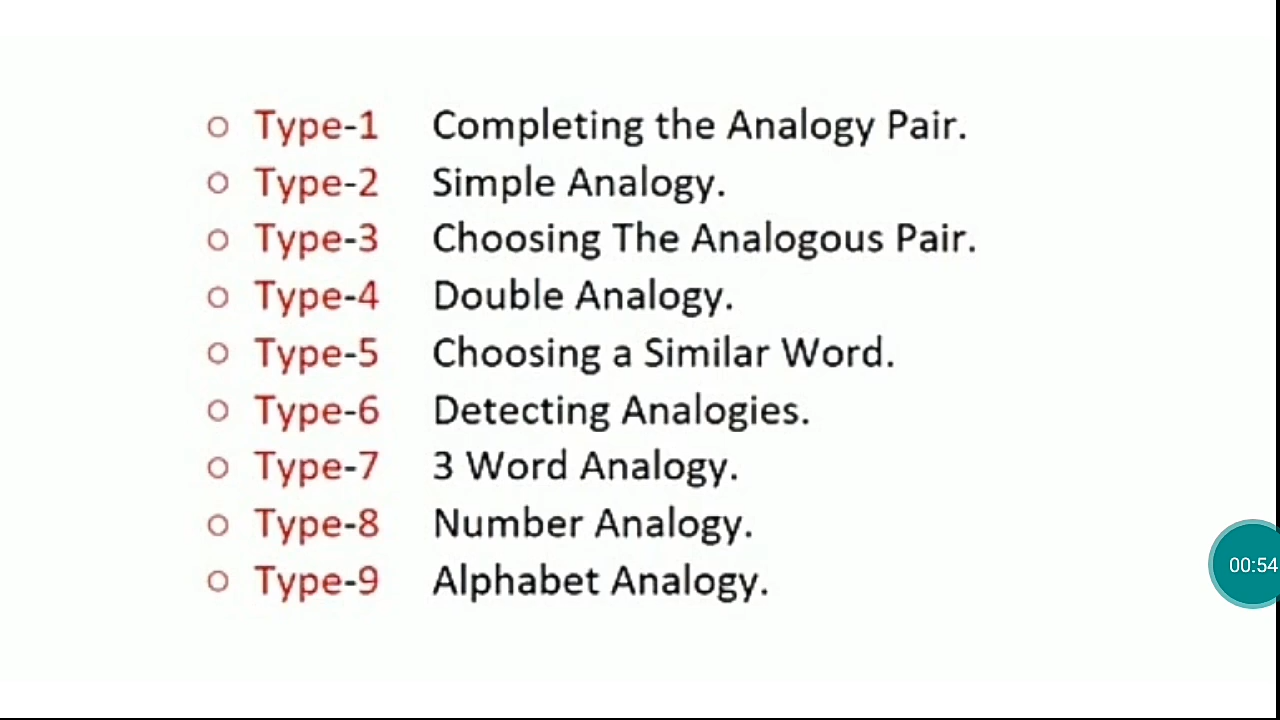 Type-1 Completing the Analogy Pair.
Type-2 Simple Analogy.
Type-3 Choosing The Analogous Pair.
Type-4 Double Analogy.
Type-5 Choosing a Similar Word.
Type-6 Detecting Analogies.
Type-7 3 Word Analogy.
Type-8 Number Analogy.
00:54
Type-9 Alphabet Analogy.